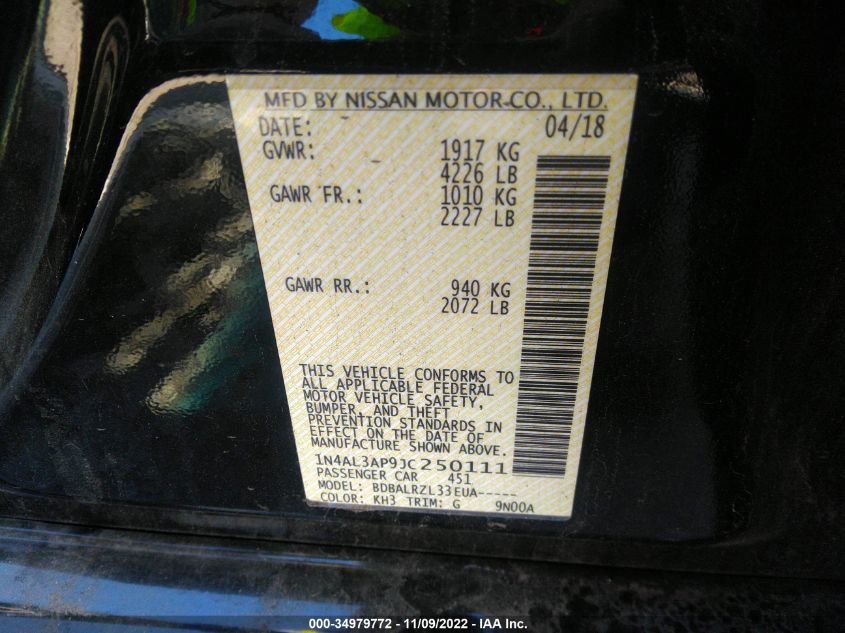 MFD BY NISSAN MOTOR CO., LTD.
DATE: 04/18
GVWR: 1917 KG
4226 LB
GAWR FR.: 1010 KG
2227 LB
GAWR RR.: 940 KG
2072 LB
THIS VEHICLE CONFORMS TO
ALL APPLICABLE FEDERAL
MOTOR VEHICLE SAFETY,
BUMPER, AND THEFT
PREVENTION STANDARDS IN
EFFECT ON THE DATE OF
MANUFACTURE SHOWN ABOVE.
1N4AL3AP9JC250111
PASSENGER CAR 451
MODEL: BDBALRZL33EUA-----
COLOR: KH3 TRIM: G 9N00A
000-34979772 - 11/09/2022 - IAA Inc.